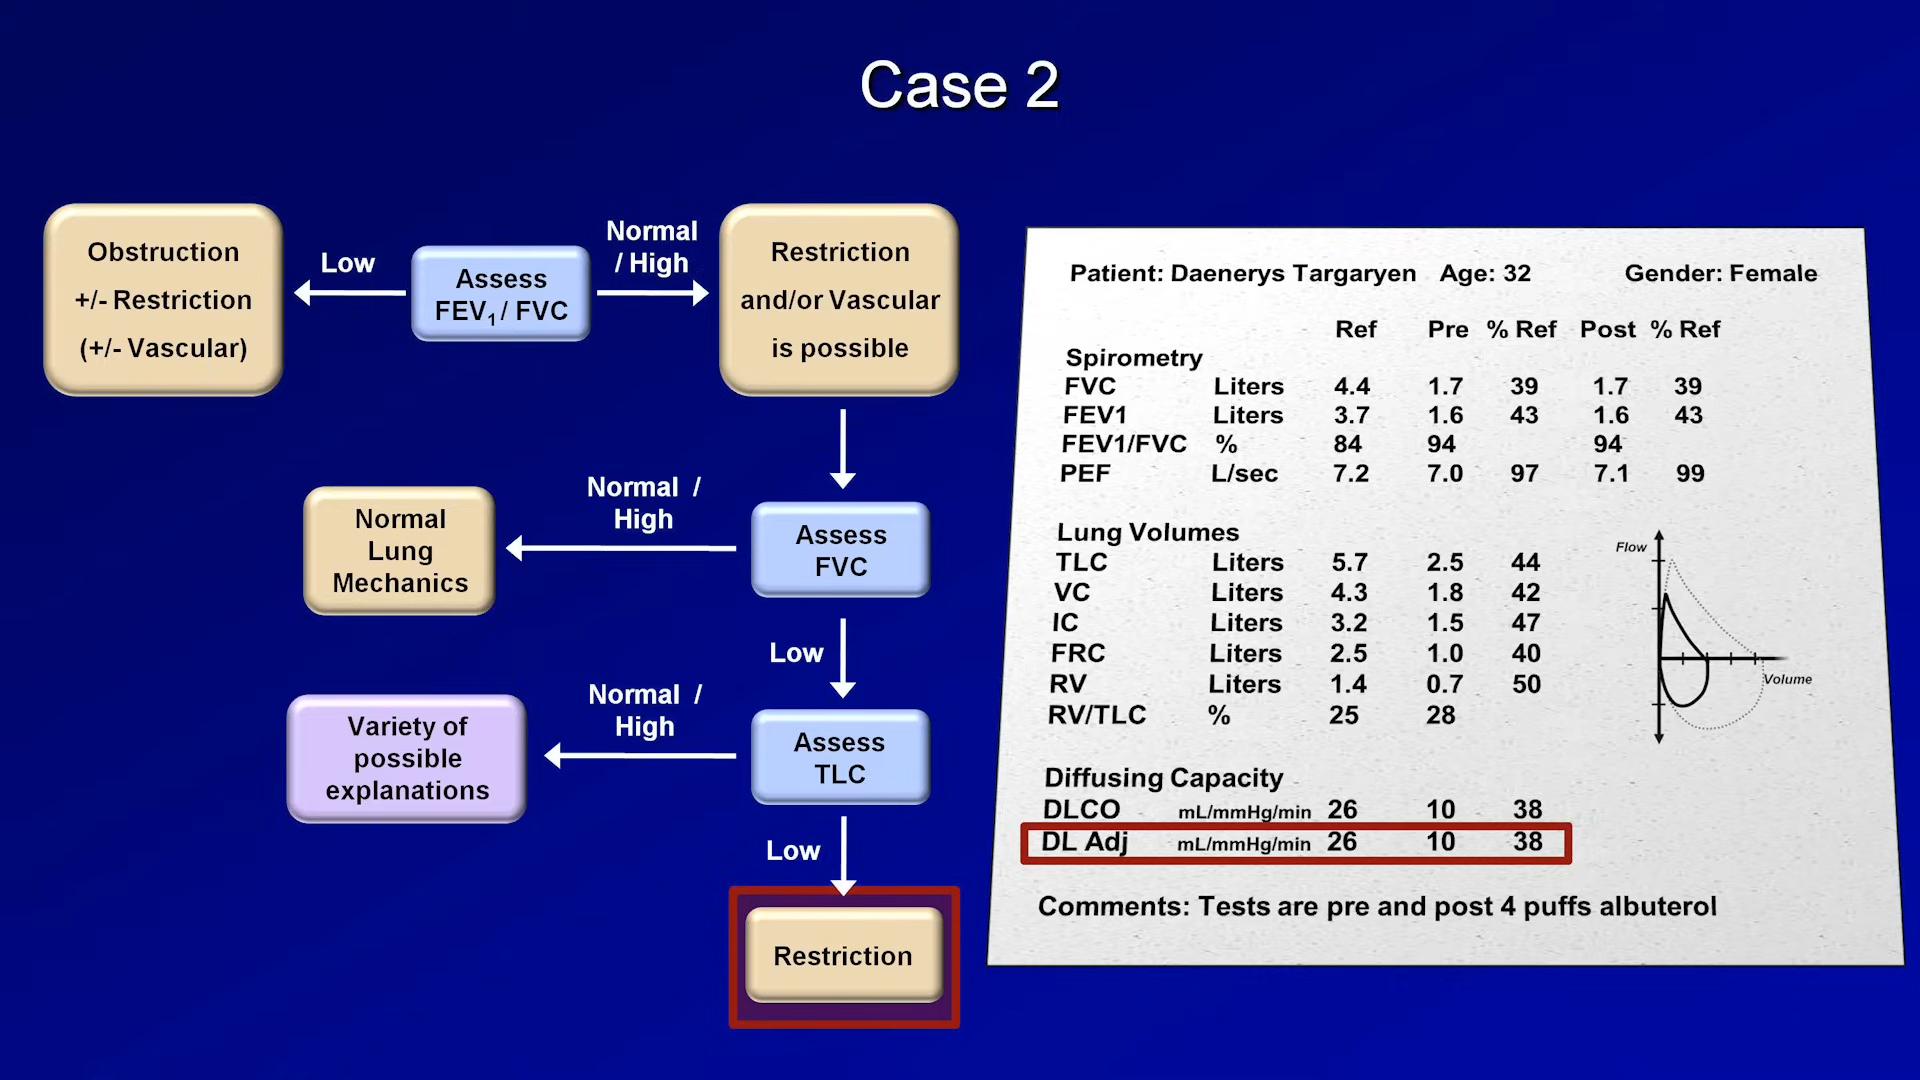 Case 2
Obstruction
+/- Restriction
(+/- Vascular)
Low
Assess
FEV1 / FVC
Normal
/ High
Restriction
and/or Vascular
is possible
Normal
Lung
Mechanics
Normal /
High
Assess
FVC
Low
Variety of
possible
explanations
Normal /
High
Assess
TLC
Low
Restriction
Patient: Daenerys Targaryen Age: 32 Gender: Female
Ref Pre % Ref Post % Ref
Spirometry
FVC Liters 4.4 1.7 39 1.7 39
FEV1 Liters 3.7 1.6 43 1.6 43
FEV1/FVC % 84 94 94
PEF L/sec 7.2 7.0 97 7.1 99
Lung Volumes
TLC Liters 5.7 2.5 44
VC Liters 4.3 1.8 42
IC Liters 3.2 1.5 47
FRC Liters 2.5 1.0 40
RV Liters 1.4 0.7 50
RV/TLC % 25 28
Flow
Volume
Diffusing Capacity
DLCO mL/mmHg/min 26 10 38
DL Adj mL/mmHg/min 26 10 38
Comments: Tests are pre and post 4 puffs albuterol